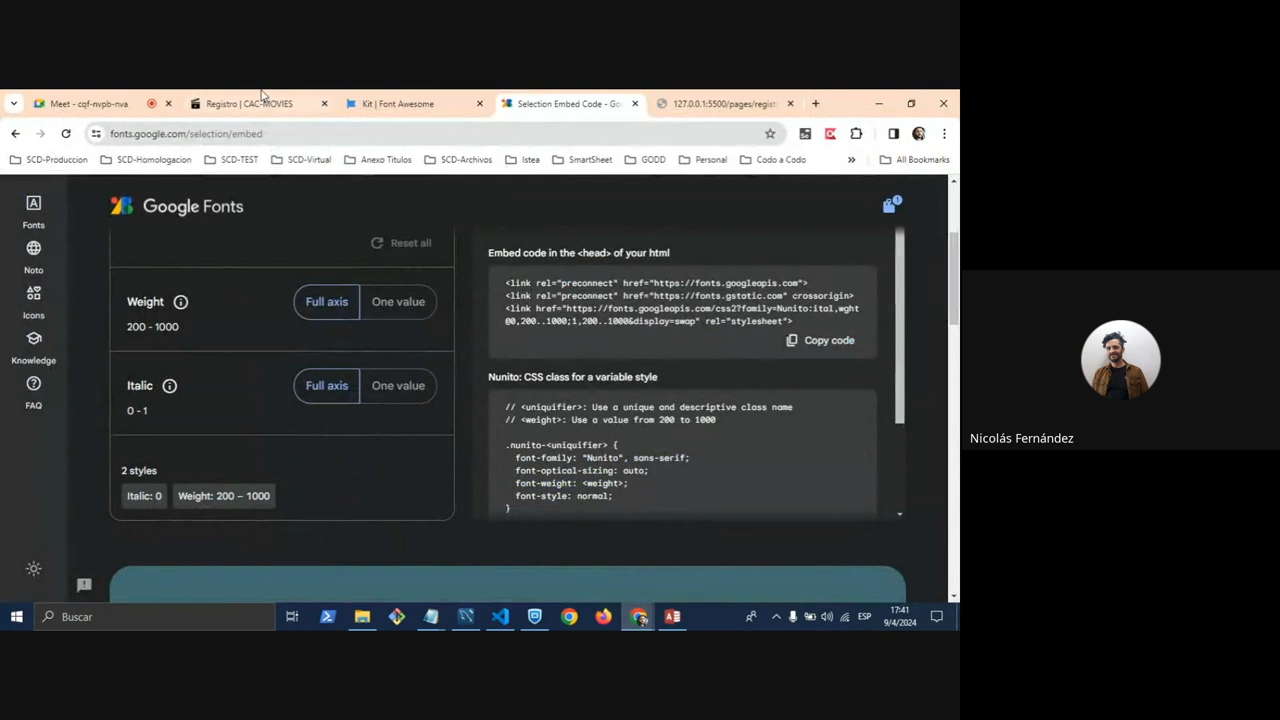 Meet - cqf-nvpb-nva
Registro | CAC-MOVIES
Kit | Font Awesome
Selection Embed Code - Go
127.0.0.1:5500/pages/regist
fonts.google.com/selection/embed
SCD-Produccion
SCD-Homologacion
SCD-TEST
SCD-Virtual
Anexo Titulos
SCD-Archivos
Istea
SmartSheet
GODD
Personal
Codo a Codo
All Bookmarks
Google Fonts
1
Fonts
Noto
Icons
Knowledge
FAQ
Reset all
Weight
Full axis
One value
200 - 1000
Italic
Full axis
One value
0 - 1
2 styles
Italic: 0
Weight: 200 – 1000
Embed code in the <head> of your html
<link rel="preconnect" href="https://fonts.googleapis.com">
<link rel="preconnect" href="https://fonts.gstatic.com" crossorigin>
<link href="https://fonts.googleapis.com/css2?family=Nunito:ital,wght
@0,200..1000;1,200..1000&display=swap" rel="stylesheet">
Copy code
Nunito: CSS class for a variable style
// <uniquifier>: Use a unique and descriptive class name
// <weight>: Use a value from 200 to 1000
.nunito-<uniquifier> {
font-family: "Nunito", sans-serif;
font-optical-sizing: auto;
font-weight: <weight>;
font-style: normal;
}
Nicolás Fernández
Buscar
ESP
17:41
9/4/2024